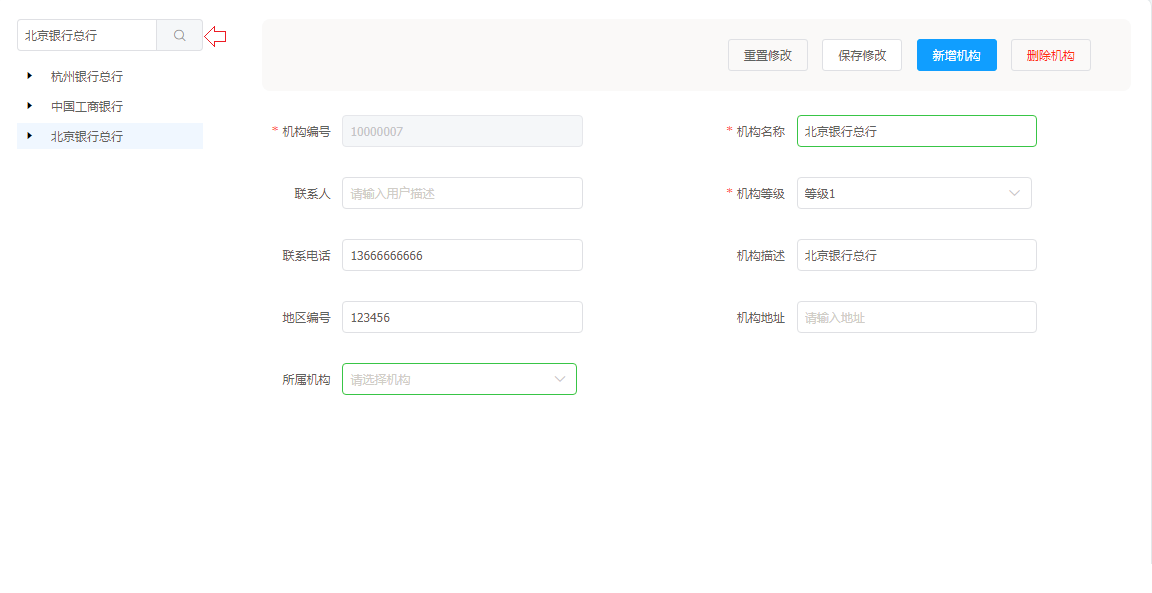 北京银行总行
杭州银行总行
中国工商银行
北京银行总行
重置修改 保存修改 新增机构 删除机构
* 机构编号 10000007 * 机构名称 北京银行总行
联系人 请输入用户描述 * 机构等级 等级1
联系电话 13666666666 机构描述 北京银行总行
地区编号 123456 机构地址 请输入地址
所属机构 请选择机构